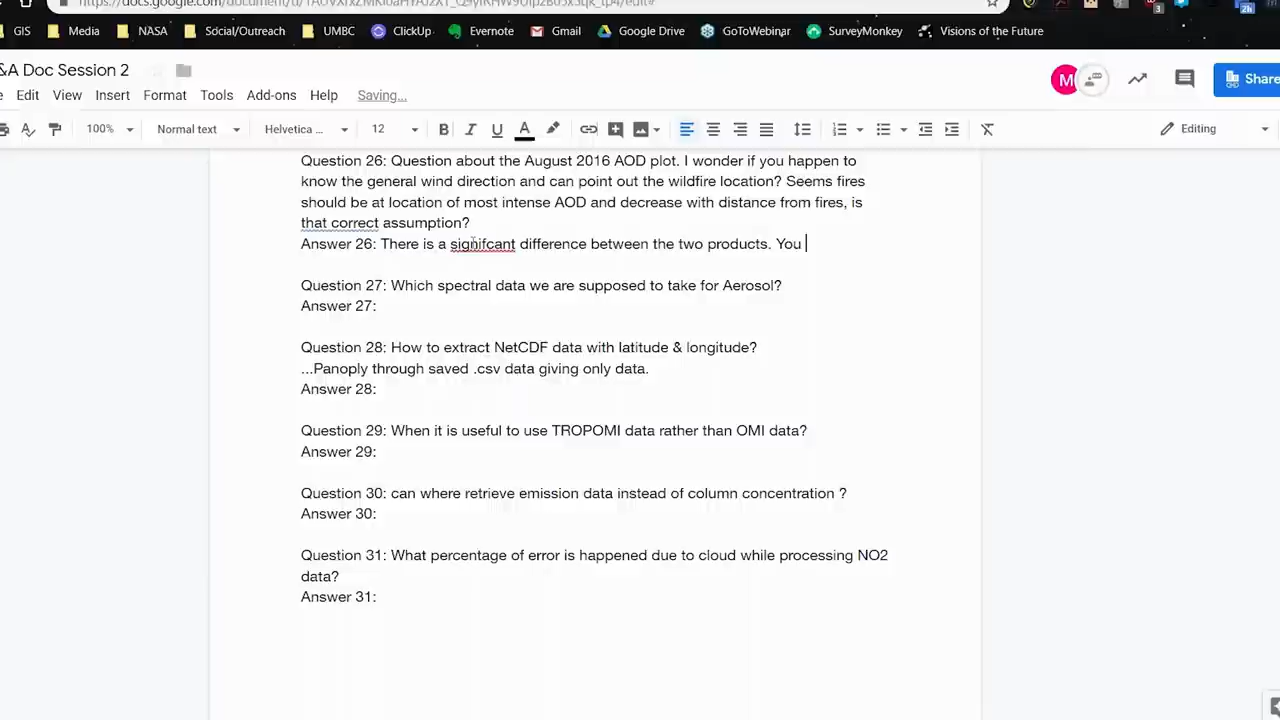 GIS Media NASA Social/Outreach UMBC ClickUp Evernote Gmail Google Drive GoToWebinar SurveyMonkey Visions of the Future
&A Doc Session 2
M
Share
Edit View Insert Format Tools Add-ons Help Saving...
100% Normal text Helvetica ... 12 B I U A Editing
Question 26: Question about the August 2016 AOD plot. I wonder if you happen to
know the general wind direction and can point out the wildfire location? Seems fires
should be at location of most intense AOD and decrease with distance from fires, is
that correct assumption?
Answer 26: There is a signifcant difference between the two products. You
Question 27: Which spectral data we are supposed to take for Aerosol?
Answer 27:
Question 28: How to extract NetCDF data with latitude & longitude?
...Panoply through saved .csv data giving only data.
Answer 28:
Question 29: When it is useful to use TROPOMI data rather than OMI data?
Answer 29:
Question 30: can where retrieve emission data instead of column concentration ?
Answer 30:
Question 31: What percentage of error is happened due to cloud while processing NO2
data?
Answer 31: